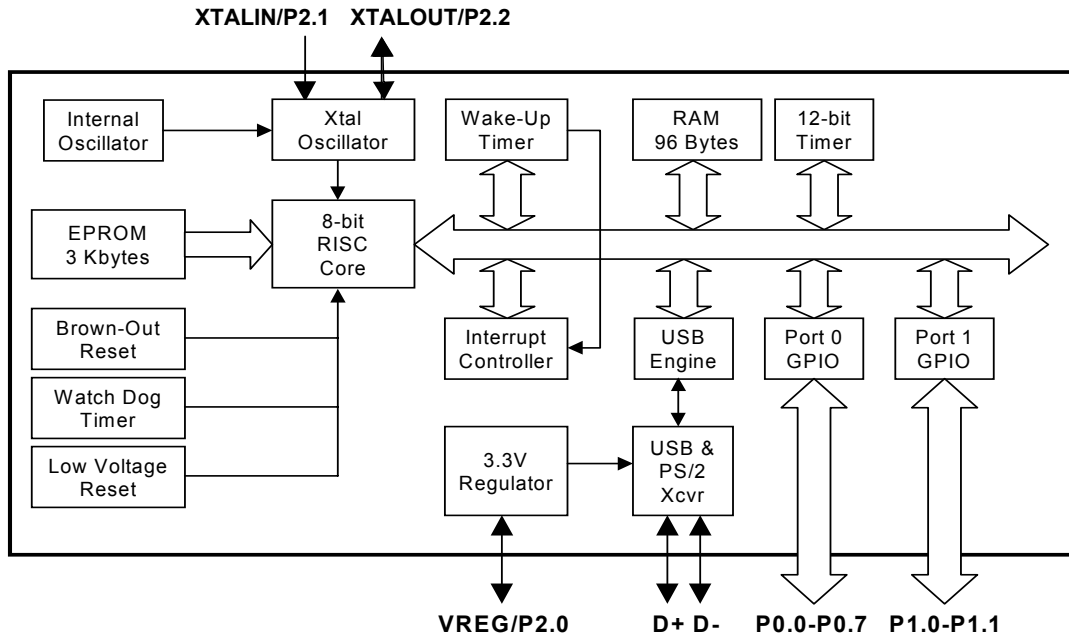 XTALIN/P2.1 XTALOUT/P2.2
Internal
Oscillator
Xtal
Oscillator
Wake-Up
Timer
RAM
96 Bytes
12-bit
Timer
EPROM
3 Kbytes
8-bit
RISC
Core
Brown-Out
Reset
Interrupt
Controller
USB
Engine
Port 0
GPIO
Port 1
GPIO
Watch Dog
Timer
Low Voltage
Reset
3.3V
Regulator
USB &
PS/2
Xcvr
VREG/P2.0 D+ D- P0.0-P0.7 P1.0-P1.1